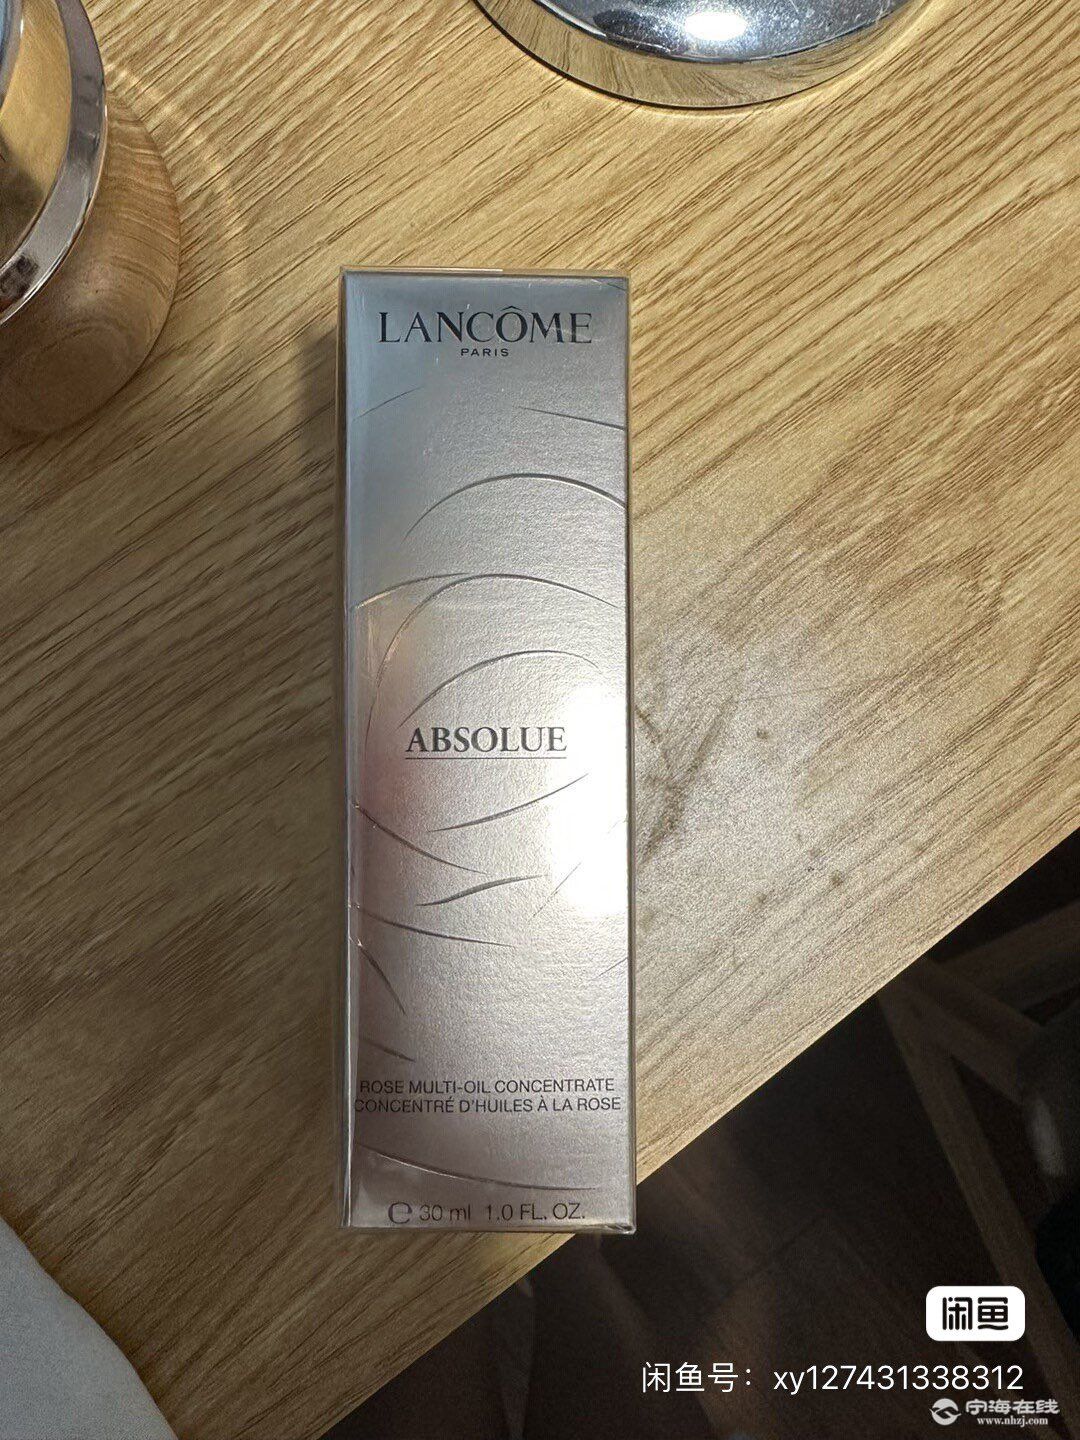 LANCÔME
PARIS
ABSOLUE
ROSE MULTI-OIL CONCENTRATE
CONCENTRÉ D'HUILES À LA ROSE
e 30 ml 1.0 FL. OZ.
闲鱼
闲鱼号：xy127431338312
宁海在线
www.nhzj.com